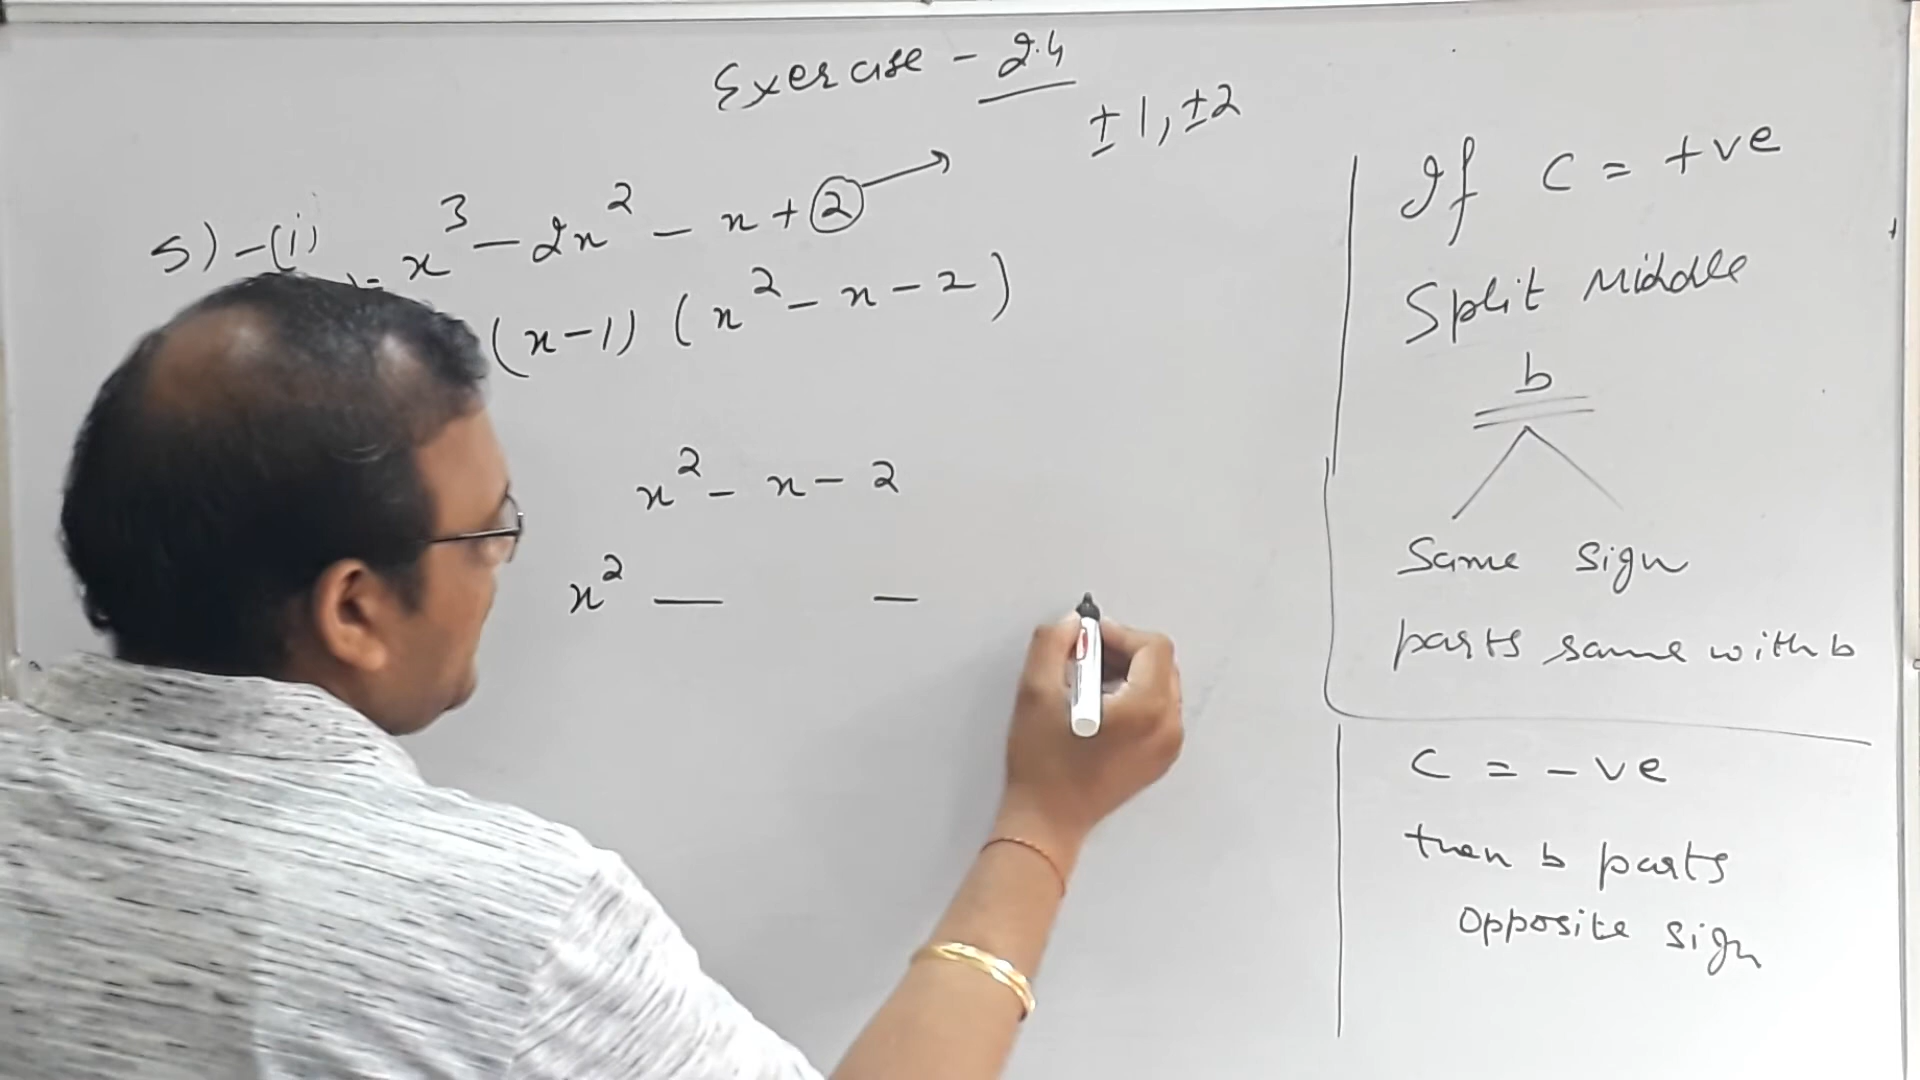 Exercise - 2.4
±1, ±2
5) -(i)
x³ - 2x² - x + 2
(x-1) (x² - x - 2)
x² - x - 2
x² — -
If C = +ve
Split Middle
b
Same sign
parts same with b
C = -ve
then b parts
opposite sign